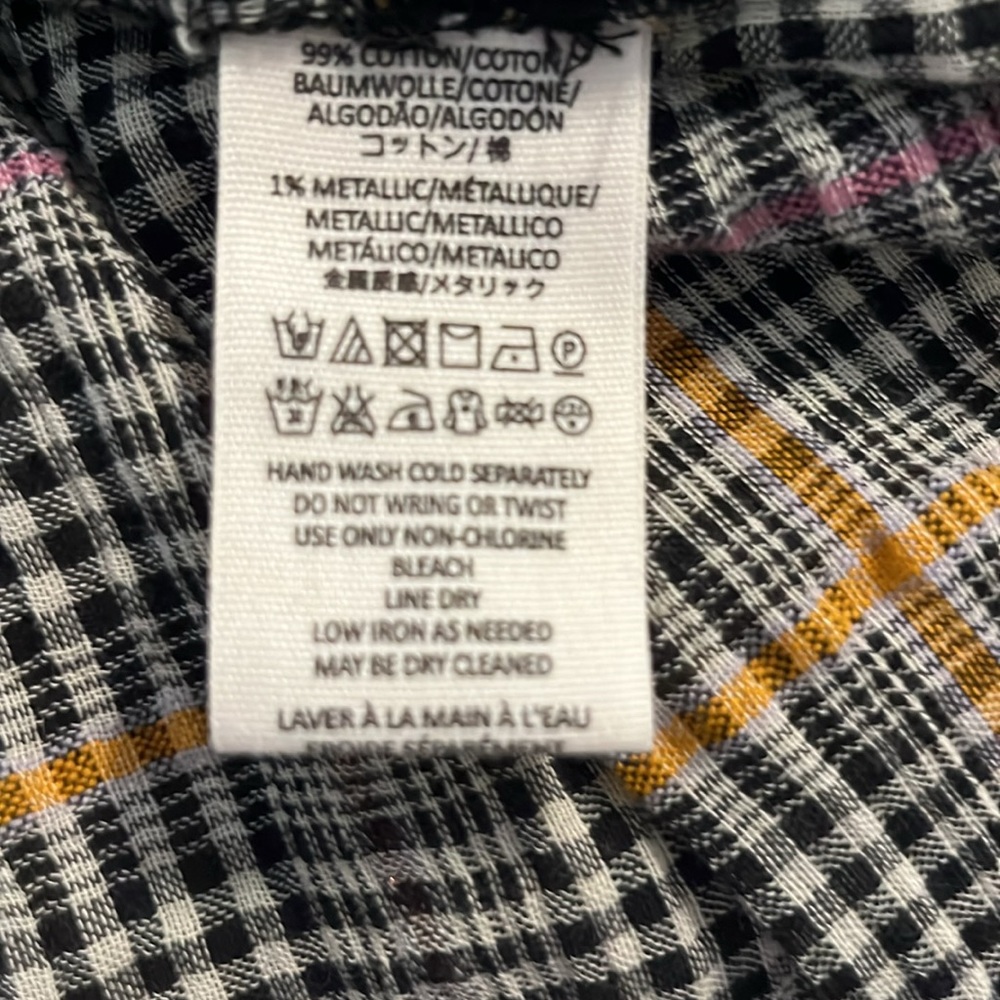 99% COTTON/COTON/
BAUMWOLLE/COTONE/
ALGODÃO/ALGODÓN
コットン/棉
1% METALLIC/MÉTALLIQUE/
METALLIC/METALLICO
METÁLICO/METALICO
金属质感/メタリック
P
HAND WASH COLD SEPARATELY
DO NOT WRING OR TWIST
USE ONLY NON-CHLORINE
BLEACH
LINE DRY
LOW IRON AS NEEDED
MAY BE DRY CLEANED
LAVER À LA MAIN À L'EAU
FROIDE SÉPARÉMENT